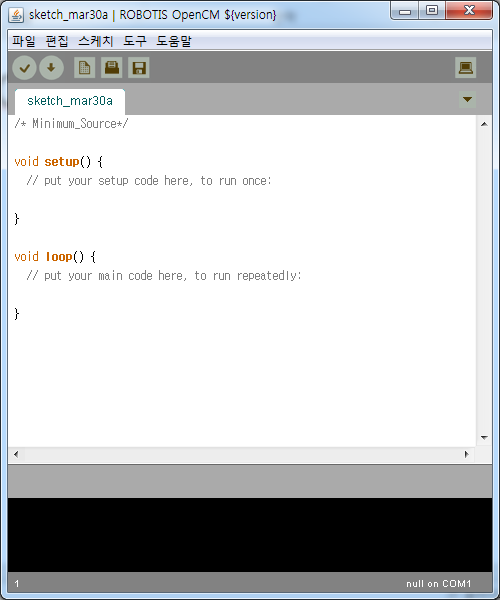 sketch_mar30a | ROBOTIS OpenCM ${version}
파일 편집 스케치 도구 도움말
sketch_mar30a
/* Minimum_Source*/
void setup() {
// put your setup code here, to run once:
}
void loop() {
// put your main code here, to run repeatedly:
}
1 null on COM1